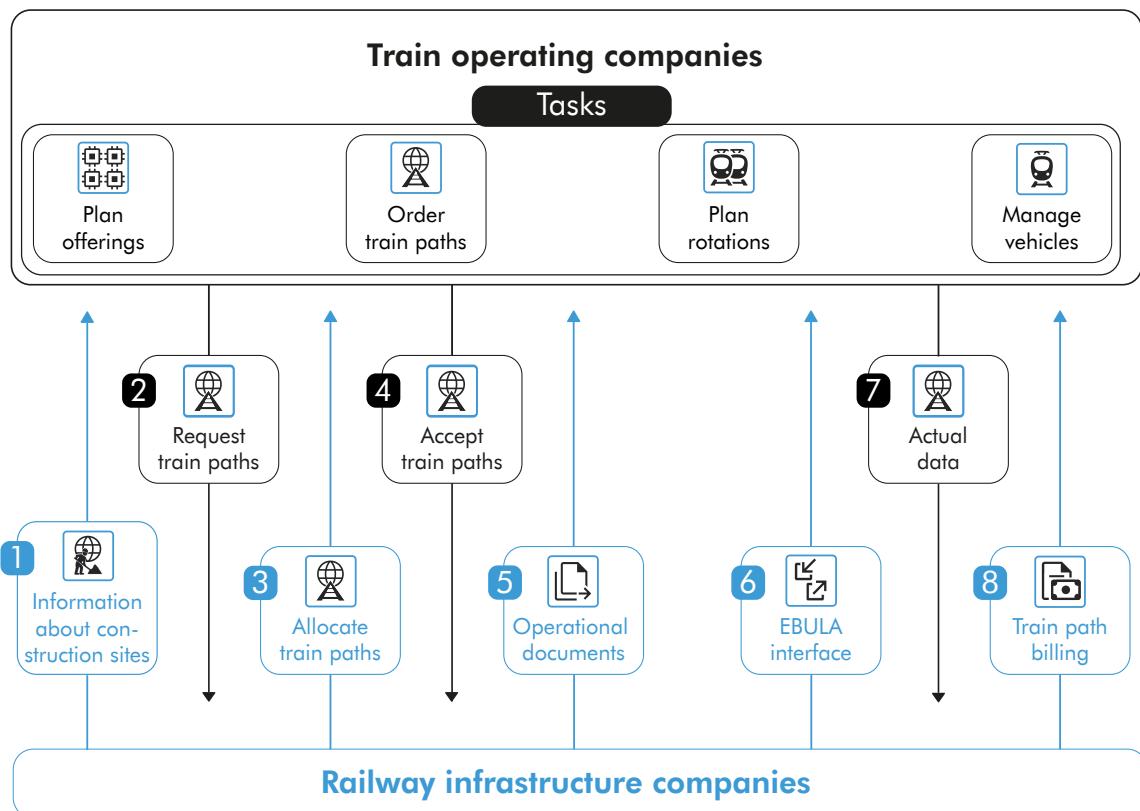 Train operating companies
Tasks
Plan
offerings
Order
train paths
Plan
rotations
Manage
vehicles
2
Request
train paths
4
Accept
train paths
7
Actual
data
1
Information
about con-
struction sites
3
Allocate
train paths
5
Operational
documents
6
EBULA
interface
8
Train path
billing
Railway infrastructure companies